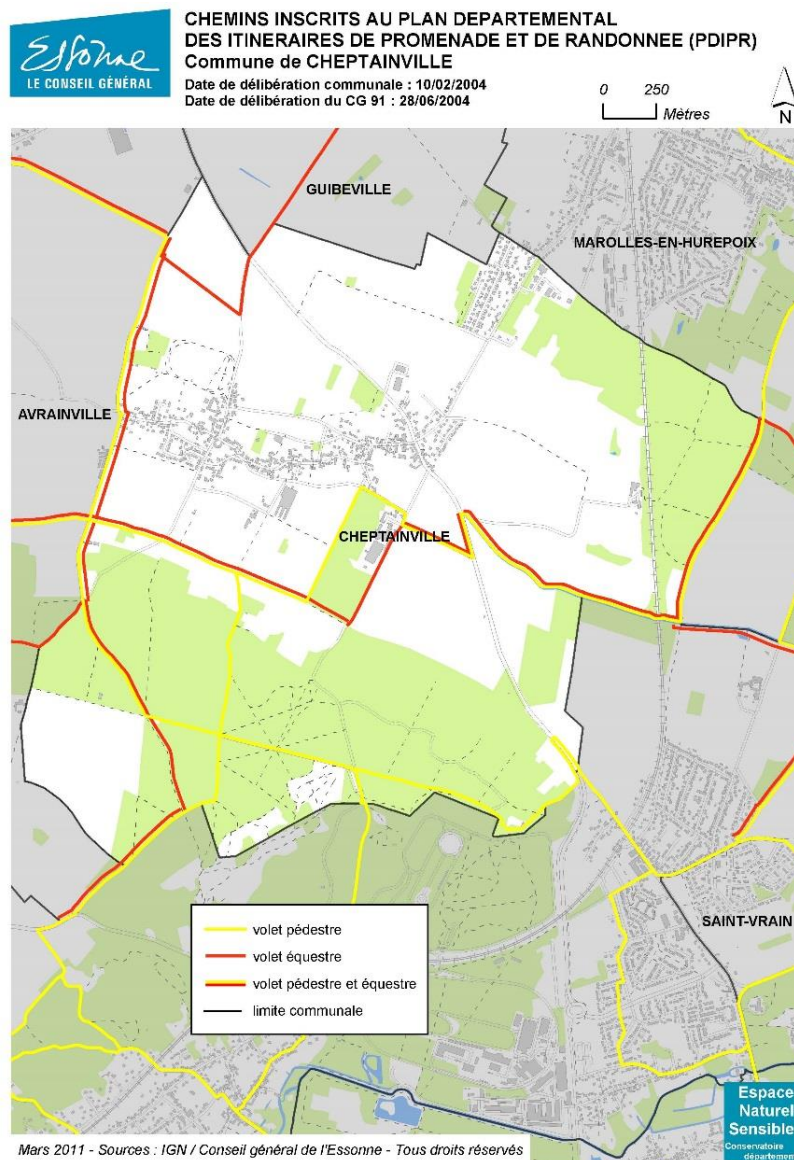 Essonne
LE CONSEIL GÉNÉRAL
CHEMINS INSCRITS AU PLAN DEPARTEMENTAL
DES ITINERAIRES DE PROMENADE ET DE RANDONNEE (PDIPR)
Commune de CHEPTAINVILLE
Date de délibération communale : 10/02/2004
Date de délibération du CG 91 : 28/06/2004
0 250
Mètres
N
GUIBEVILLE
MAROLLES-EN-HUREPOIX
AVRAINVILLE
CHEPTAINVILLE
SAINT-VRAIN
volet pédestre
volet équestre
volet pédestre et équestre
limite communale
Espace
Naturel
Sensible
Conservatoire
département
Mars 2011 - Sources : IGN / Conseil général de l'Essonne - Tous droits réservés